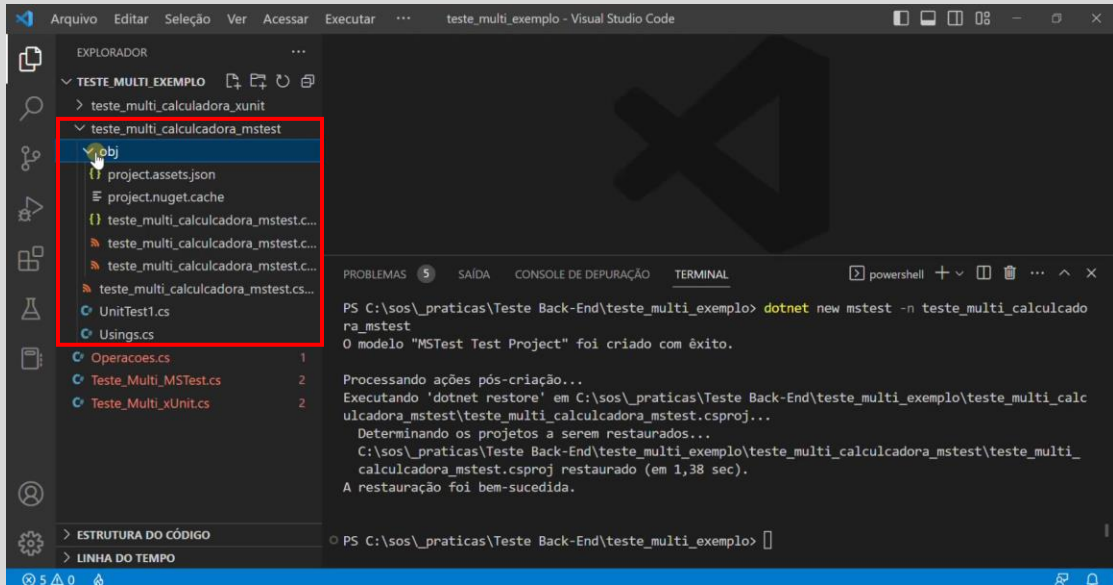 Arquivo Editar Seleção Ver Acessar Executar ··· teste_multi_exemplo - Visual Studio Code
EXPLORADOR ···
TESTE_MULTI_EXEMPLO
teste_multi_calculadora_xunit
teste_multi_calculcadora_mstest
obj
{} project.assets.json
project.nuget.cache
{} teste_multi_calculcadora_mstest.c...
teste_multi_calculcadora_mstest.c...
teste_multi_calculcadora_mstest.c...
teste_multi_calculcadora_mstest.cs...
UnitTest1.cs
Usings.cs
Operacoes.cs 1
Teste_Multi_MSTest.cs 2
Teste_Multi_xUnit.cs 2
ESTRUTURA DO CÓDIGO
LINHA DO TEMPO
PROBLEMAS 5 SAÍDA CONSOLE DE DEPURAÇÃO TERMINAL powershell
PS C:\sos\_praticas\Teste Back-End\teste_multi_exemplo> dotnet new mstest -n teste_multi_calculcado
ra_mstest
O modelo "MSTest Test Project" foi criado com êxito.
Processando ações pós-criação...
Executando 'dotnet restore' em C:\sos\_praticas\Teste Back-End\teste_multi_exemplo\teste_multi_calc
ulcadora_mstest\teste_multi_calculcadora_mstest.csproj...
Determinando os projetos a serem restaurados...
C:\sos\_praticas\Teste Back-End\teste_multi_exemplo\teste_multi_calculcadora_mstest\teste_multi_
calculcadora_mstest.csproj restaurado (em 1,38 sec).
A restauração foi bem-sucedida.
PS C:\sos\_praticas\Teste Back-End\teste_multi_exemplo>
5 0